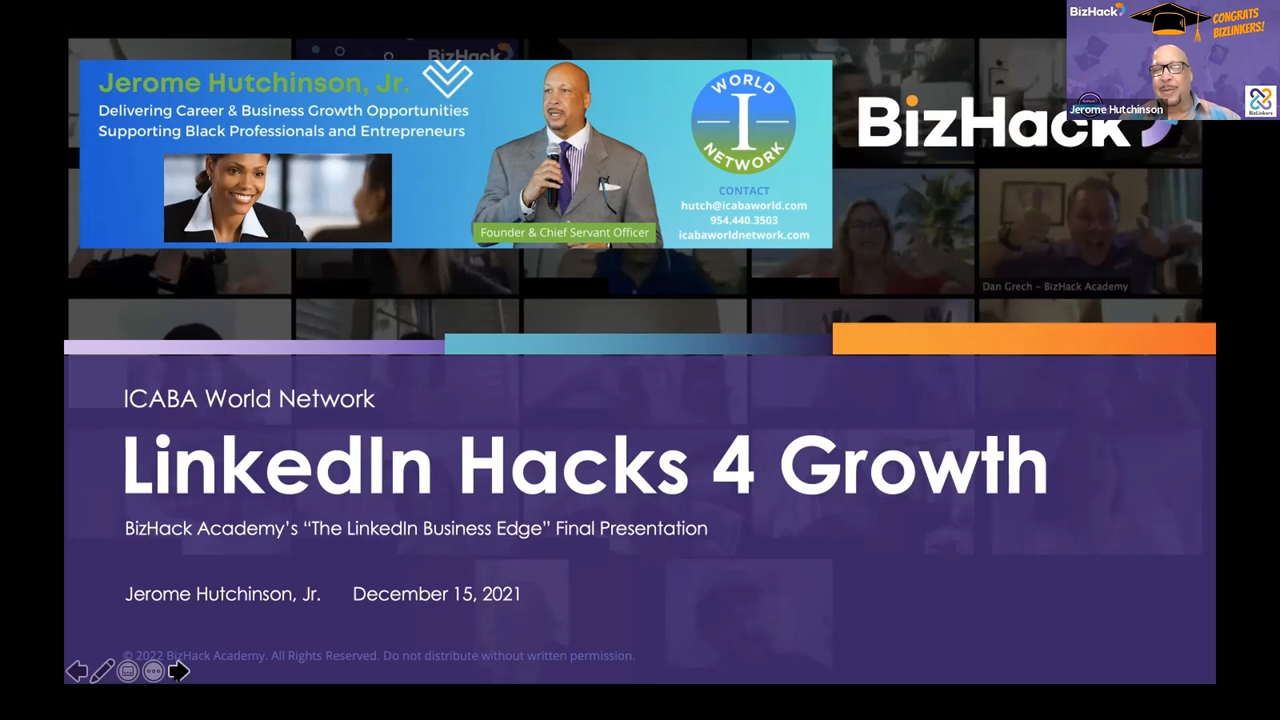 BizHack
Jerome Hutchinson, Jr.
Delivering Career & Business Growth Opportunities
Supporting Black Professionals and Entrepreneurs
Founder & Chief Servant Officer
WORLD
I
NETWORK
CONTACT
hutch@icabaworld.com
954.440.3503
icabaworldnetwork.com
BizHack
BizHack
CONGRATS
BIZLINKERS!
Jerome Hutchinson
BizLinkers
Dan Grech – BizHack Academy
ICABA World Network
LinkedIn Hacks 4 Growth
BizHack Academy’s “The LinkedIn Business Edge” Final Presentation
Jerome Hutchinson, Jr. December 15, 2021
© 2022 BizHack Academy. All Rights Reserved. Do not distribute without written permission.